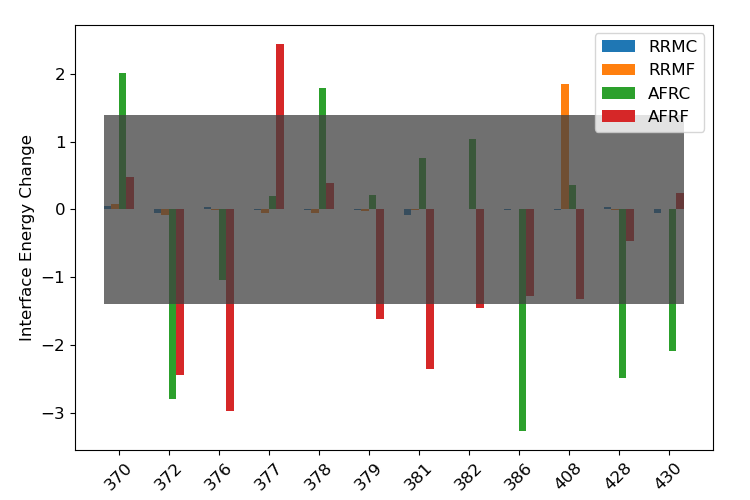 RRMC
RRMF
AFRC
AFRF
Interface Energy Change
2
1
0
−1
−2
−3
370 372 376 377 378 379 381 382 386 408 428 430